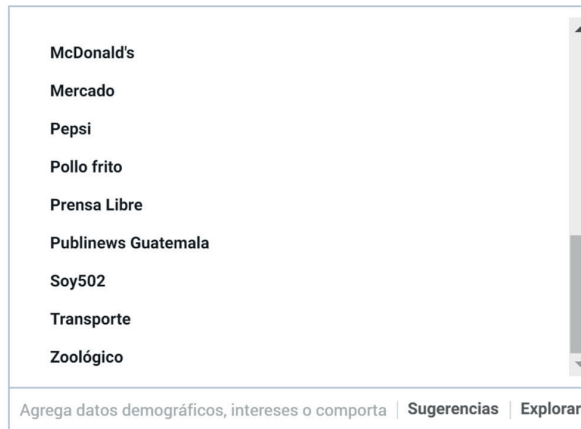 McDonald's
Mercado
Pepsi
Pollo frito
Prensa Libre
Publinews Guatemala
Soy502
Transporte
Zoológico
Agrega datos demográficos, intereses o comporta | Sugerencias | Explorar